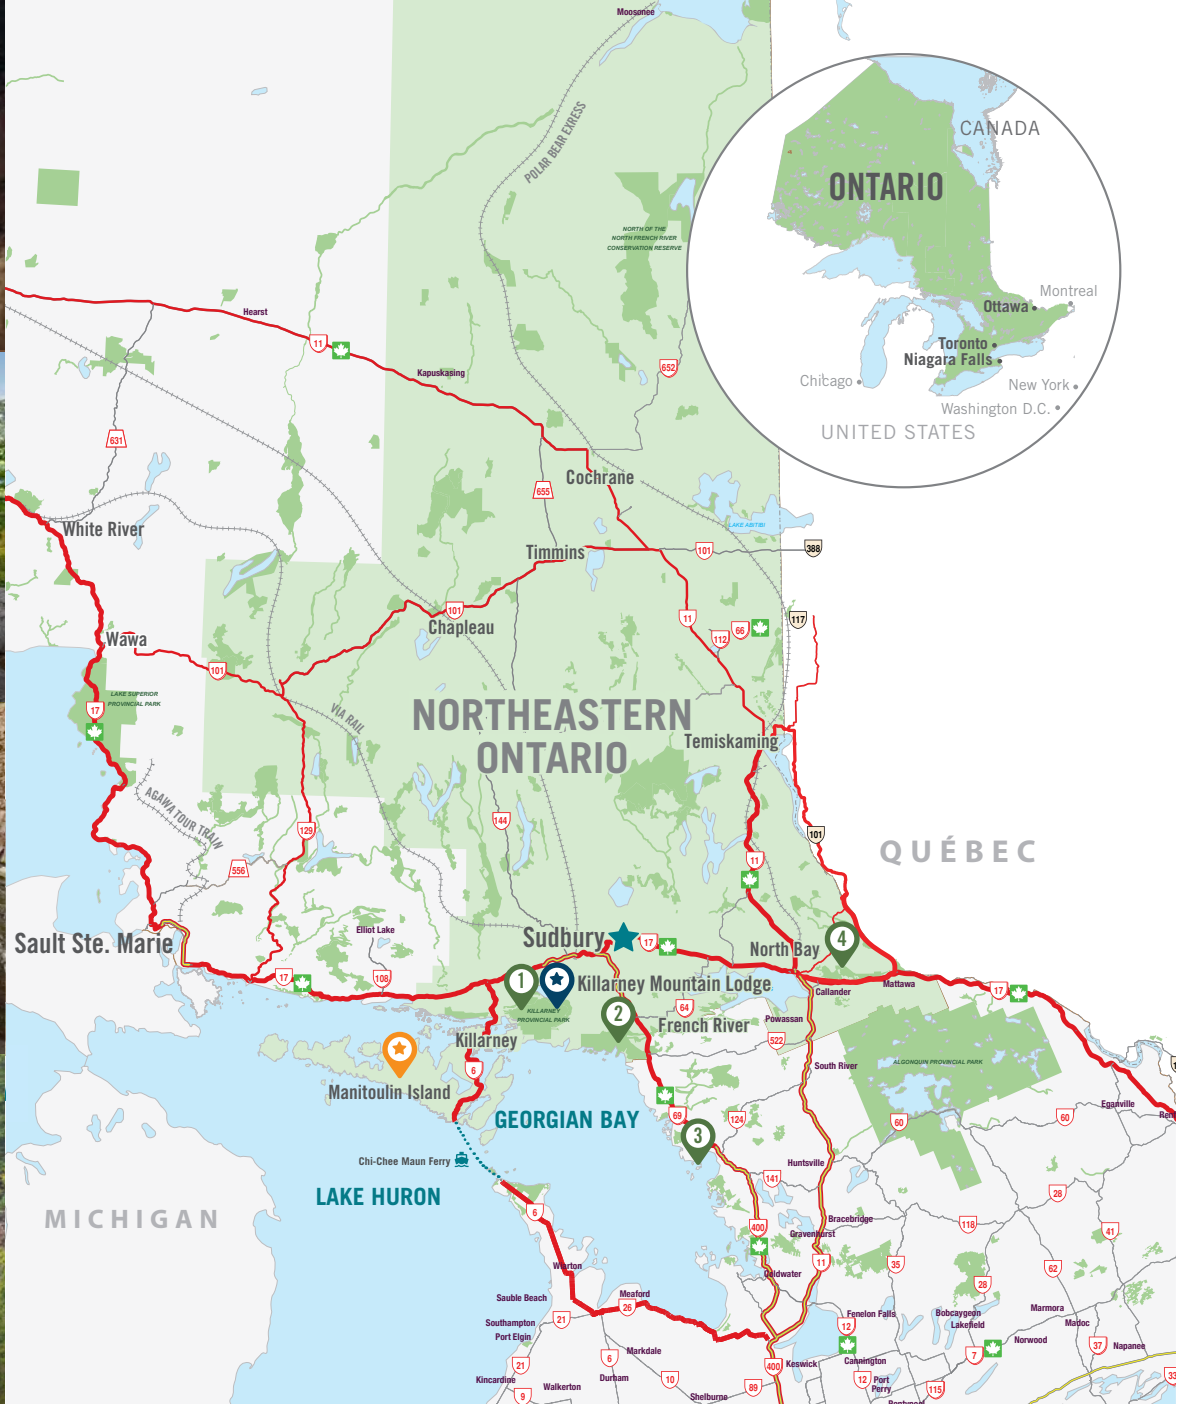 Moosonee
POLAR BEAR EXRESS
CANADA
ONTARIO
NORTH OF THE
NORTH FRENCH RIVER
CONSERVATION RESERVE
Ottawa
Montreal
Toronto
Niagara Falls
Chicago
New York
Washington D.C.
UNITED STATES
Hearst
11
Kapuskasing
652
631
Cochrane
655
White River
LAKE ABITIBI
Timmins
101
388
101
Chapleau
11
112
66
117
Wawa
101
LAKE SUPERIOR
PROVINCIAL PARK
17
VIA RAIL
NORTHEASTERN
ONTARIO
Temiskaming
AGAWA TOUR TRAIN
144
129
101
QUÉBEC
556
11
Elliot Lake
Sudbury
17
North Bay
4
Sault Ste. Marie
17
108
1
Killarney Mountain Lodge
Callander
Mattawa
17
KILLARNEY
PROVINCIAL PARK
2
64
French River
Powassan
522
Killarney
6
South River
ALGONQUIN PROVINCIAL PARK
Manitoulin Island
GEORGIAN BAY
69
124
60
60
Eganville
3
Chi-Chee Maun Ferry
Huntsville
141
LAKE HURON
28
MICHIGAN
6
400
Bracebridge
Gravenhurst
118
41
11
35
62
Wiarton
Coldwater
28
Sauble Beach
Meaford
26
Southampton
21
Port Elgin
Fenelon Falls
12
Bobcaygeon
Lakefield
Marmora
Madoc
Norwood
37
Napanee
7
Markdale
6
21
400
Keswick
Cannington
Kincardine
Walkerton
Durham
10
12
Port
Perry
9
Shelburne
89
115
33